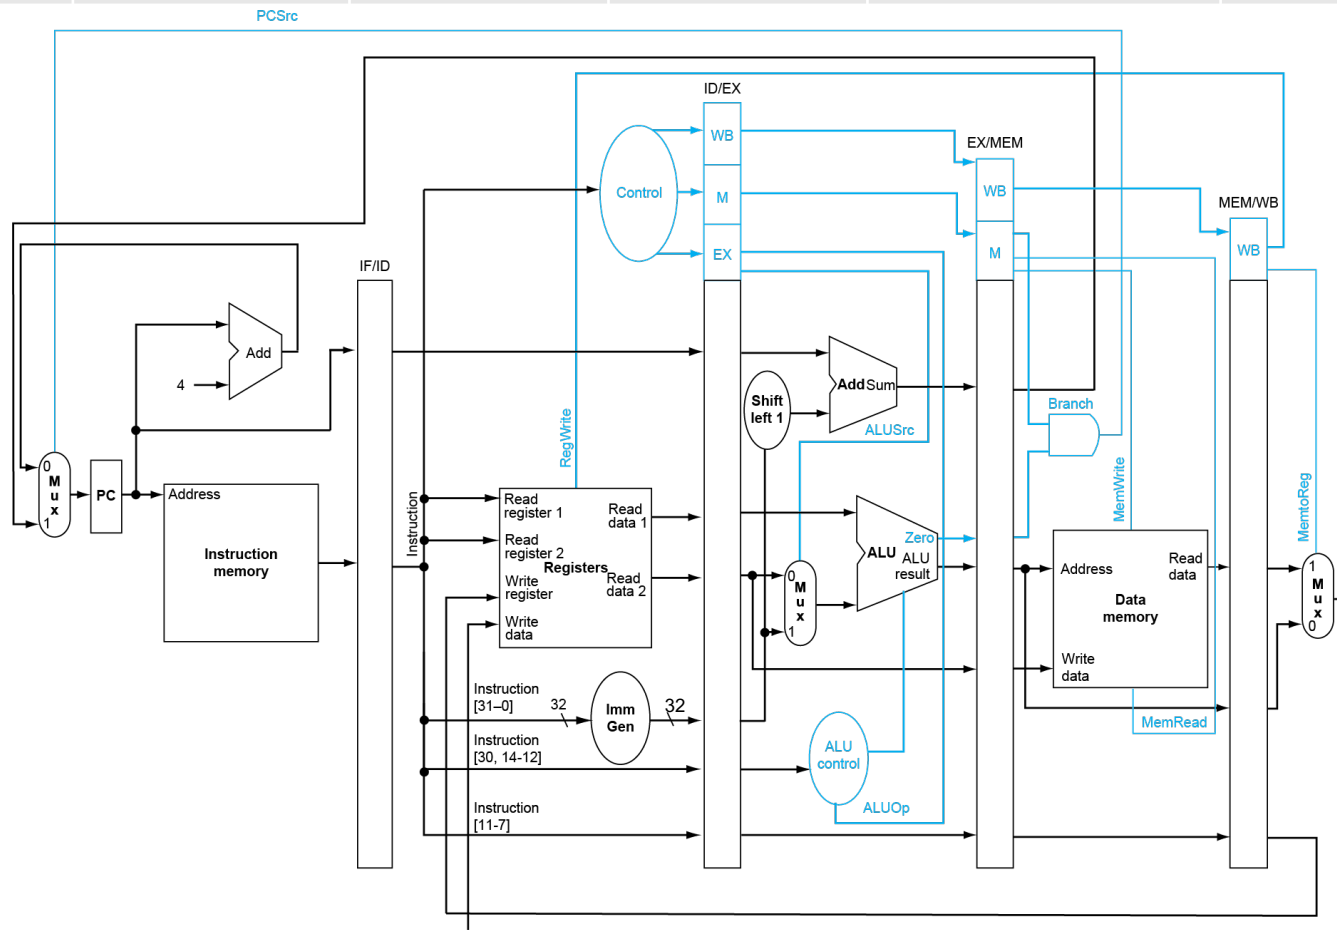 PCSrc
ID/EX
WB
EX/MEM
Control
M
WB
MEM/WB
EX
M
WB
IF/ID
Add
4
Shift
left 1
Add Sum
Branch
ALUSrc
RegWrite
MemWrite
MemtoReg
0
M
u
x
1
PC
Address
Instruction
memory
Instruction
Read
register 1
Read
register 2
Write
register
Write
data
Registers
Read
data 1
Read
data 2
0
M
u
x
1
Zero
ALU
ALU
result
Address
Read
data
Data
memory
Write
data
1
M
u
x
0
Instruction
[31–0]
32
Imm
Gen
32
Instruction
[30, 14-12]
ALU
control
MemRead
Instruction
[11-7]
ALUOp